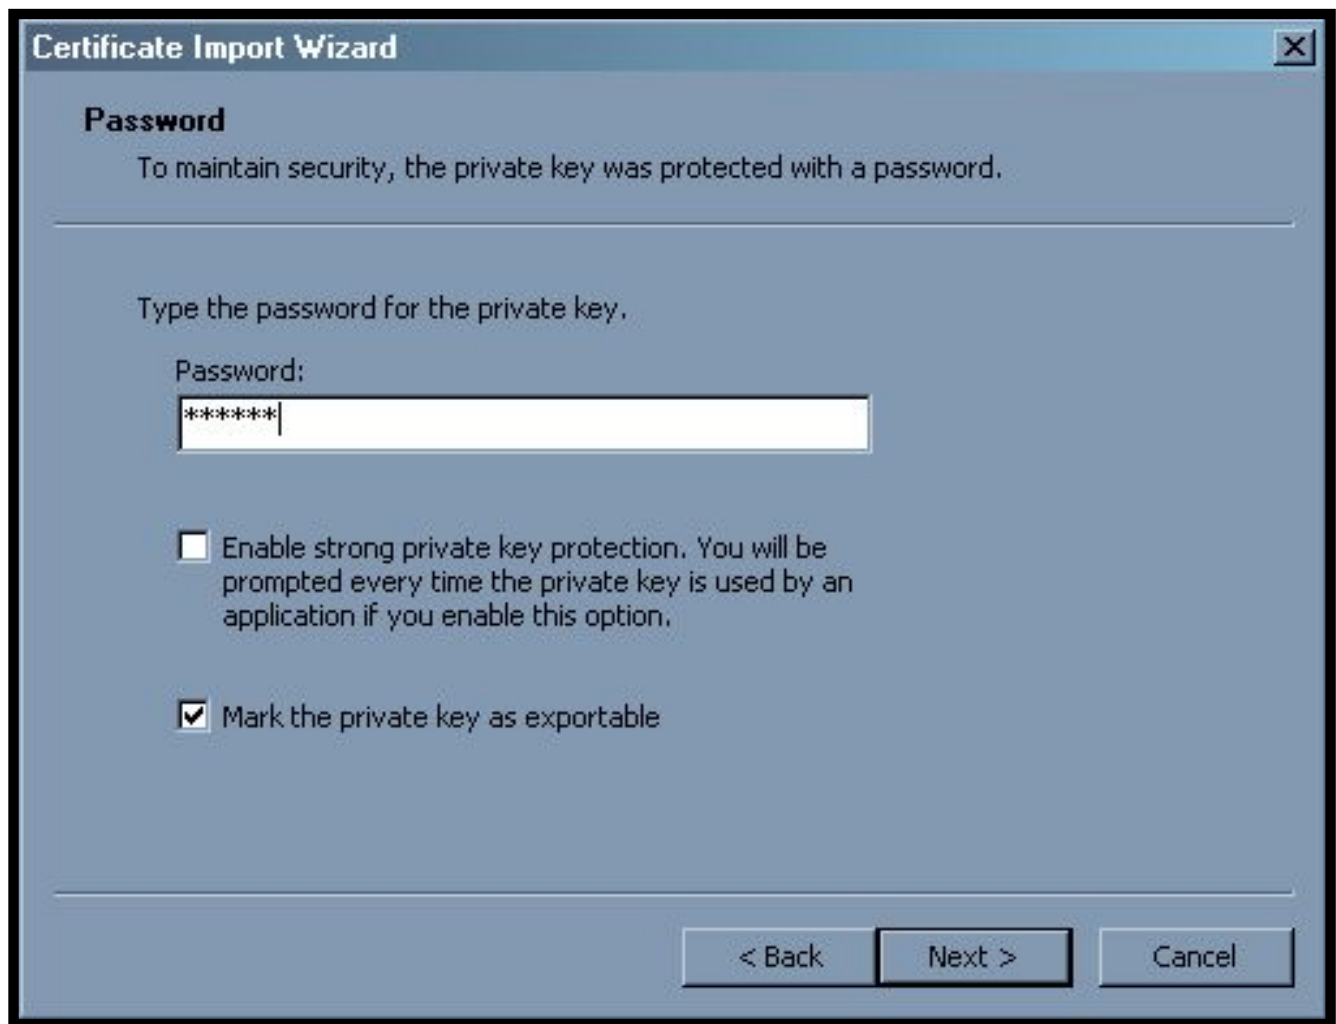 Certificate Import Wizard
Password
To maintain security, the private key was protected with a password.
Type the password for the private key.
Password:
******
Enable strong private key protection. You will be
prompted every time the private key is used by an
application if you enable this option.
Mark the private key as exportable
< Back Next > Cancel